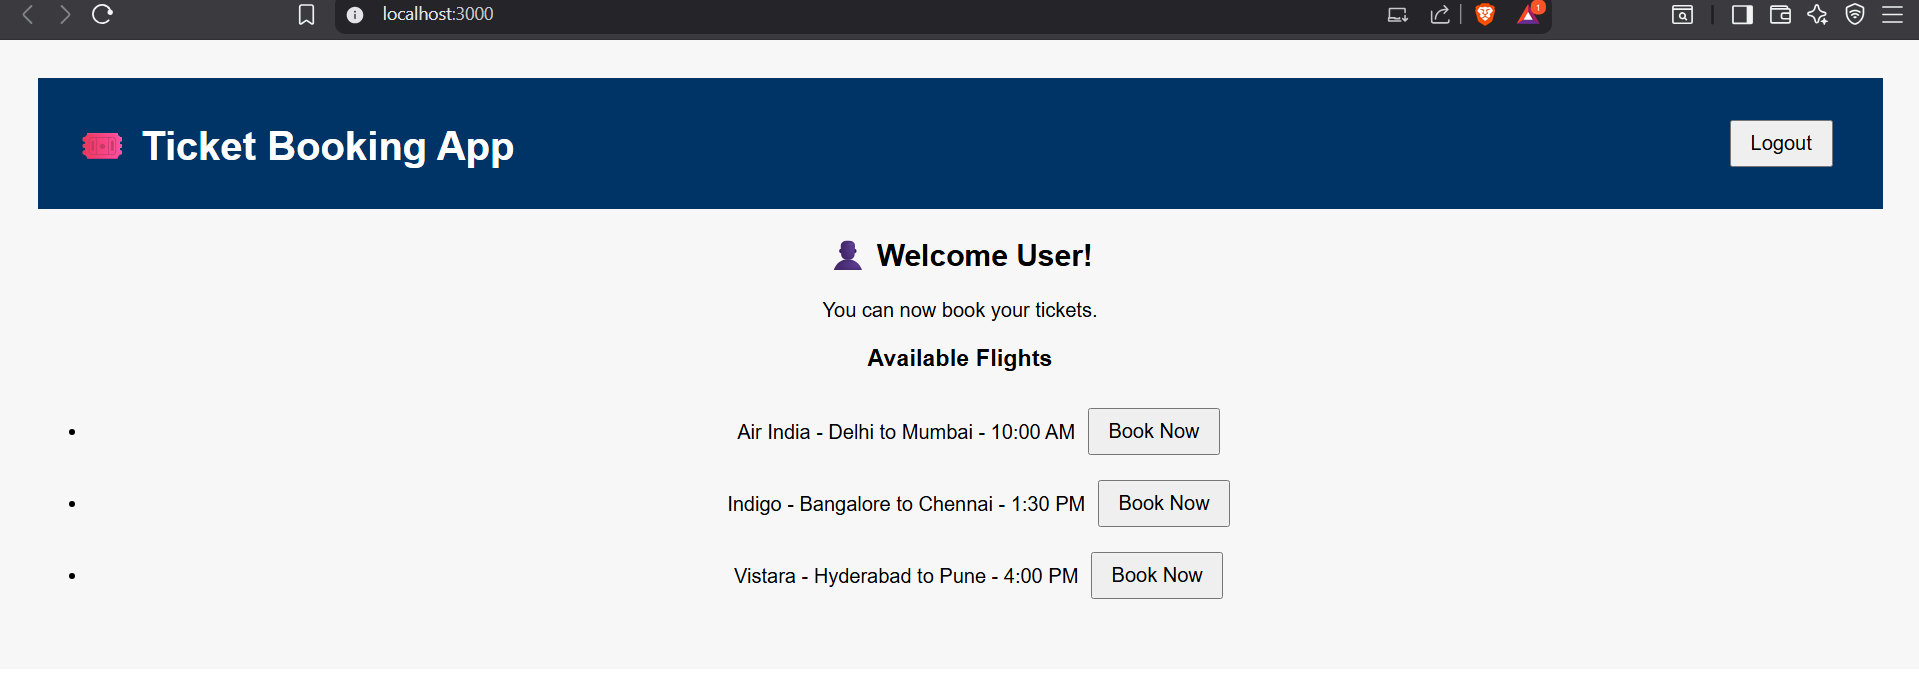 localhost:3000
1
Ticket Booking App
Logout
Welcome User!
You can now book your tickets.
Available Flights
Air India - Delhi to Mumbai - 10:00 AM Book Now
Indigo - Bangalore to Chennai - 1:30 PM Book Now
Vistara - Hyderabad to Pune - 4:00 PM Book Now